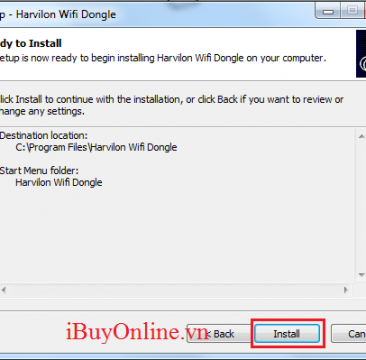 p - Harvilon Wifi Dongle
dy to Install
etup is now ready to begin installing Harvilon Wifi Dongle on your computer.
lick Install to continue with the installation, or click Back if you want to review or
hange any settings.
Destination location:
C:\Program Files\Harvilon Wifi Dongle
Start Menu folder:
Harvilon Wifi Dongle
iBuyOnline.vn
< Back Install Can